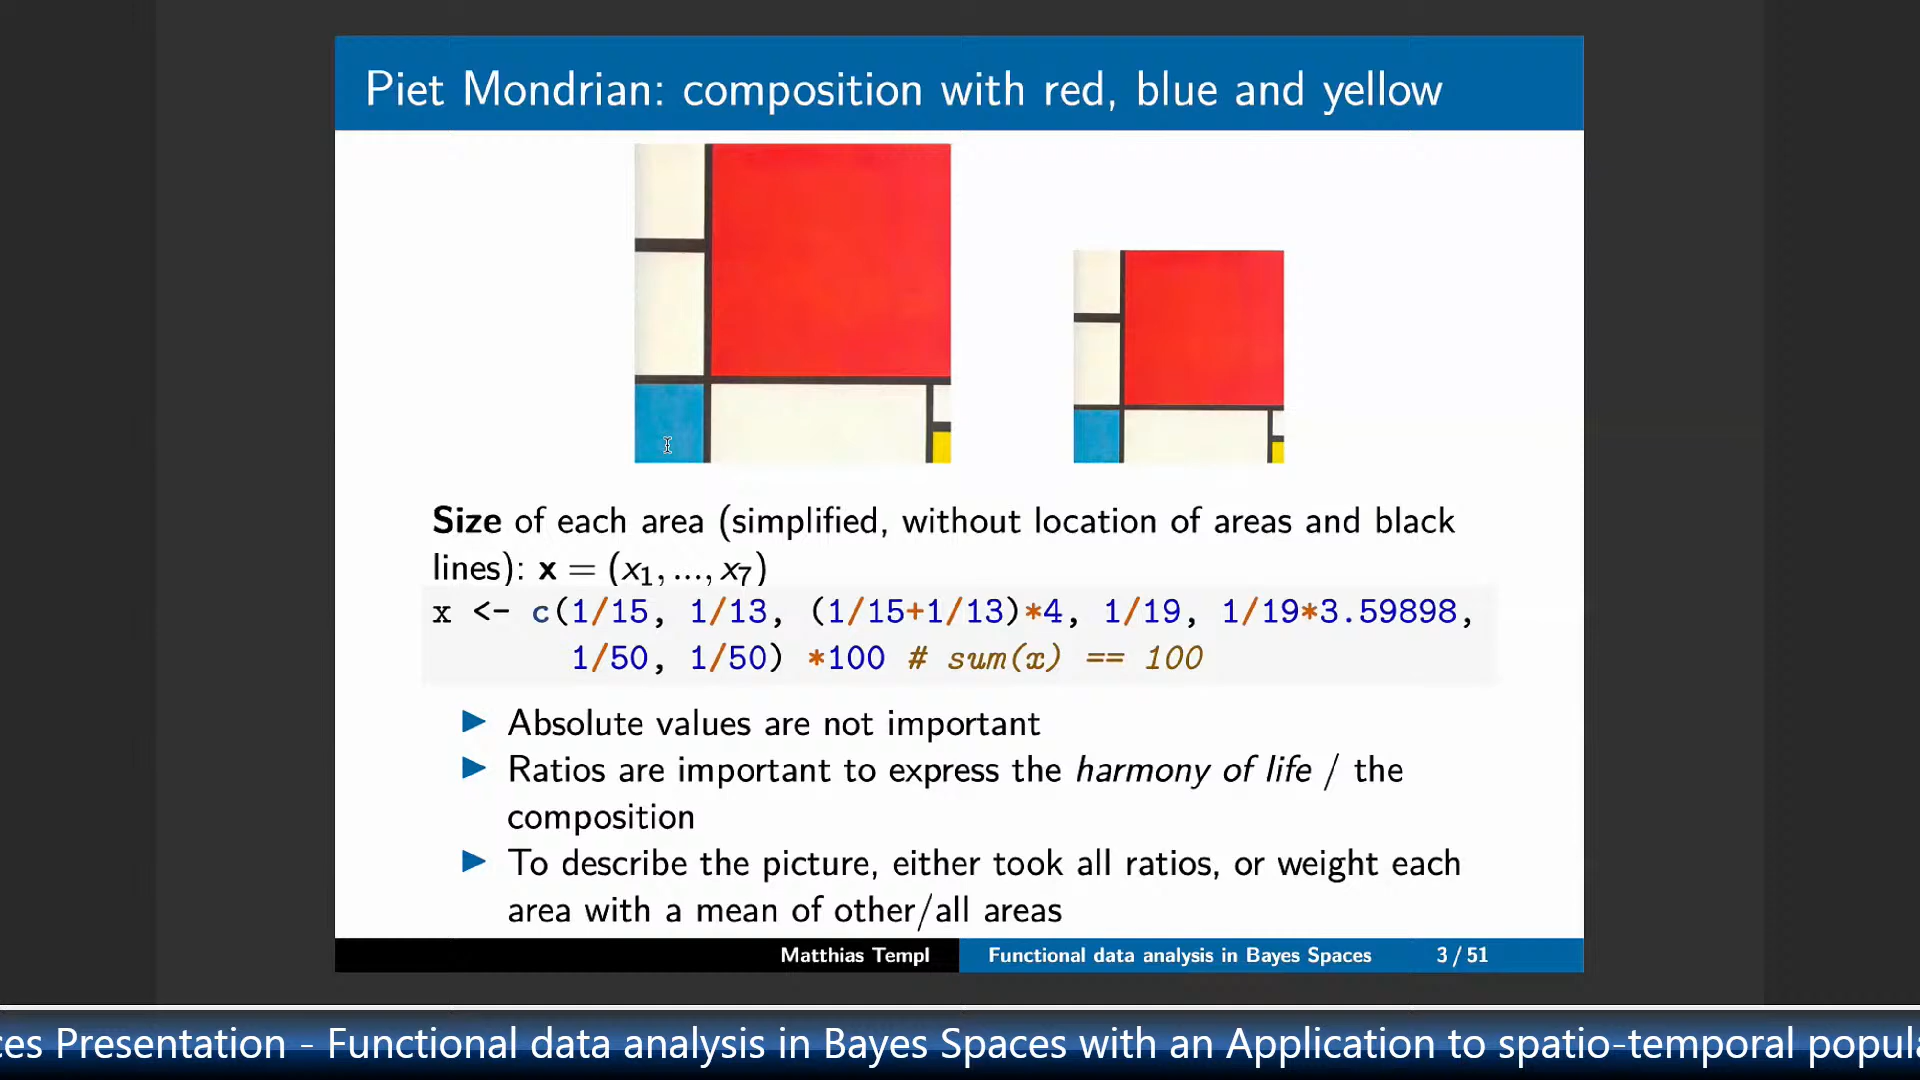 Piet Mondrian: composition with red, blue and yellow
Size of each area (simplified, without location of areas and black
lines): x = (x₁, ..., x₇)
x <- c(1/15, 1/13, (1/15+1/13)*4, 1/19, 1/19*3.59898,
1/50, 1/50) *100 # sum(x) == 100
Absolute values are not important
Ratios are important to express the harmony of life / the
composition
To describe the picture, either took all ratios, or weight each
area with a mean of other/all areas
Matthias Templ Functional data analysis in Bayes Spaces 3 / 51
ces Presentation - Functional data analysis in Bayes Spaces with an Application to spatio-temporal popula